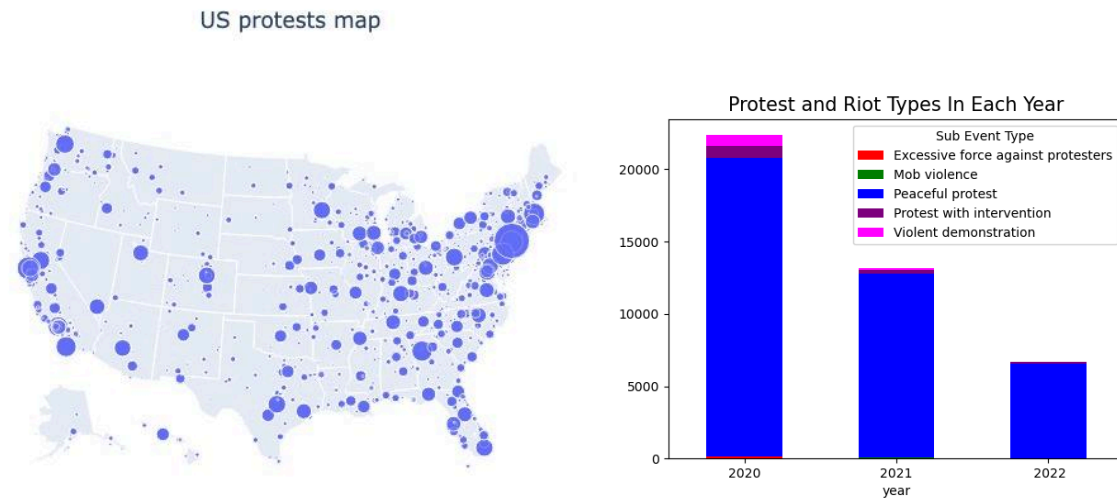 US protests map
Protest and Riot Types In Each Year
Sub Event Type
Excessive force against protesters
Mob violence
Peaceful protest
Protest with intervention
Violent demonstration
20000
15000
10000
5000
0
2020
2021
2022
year